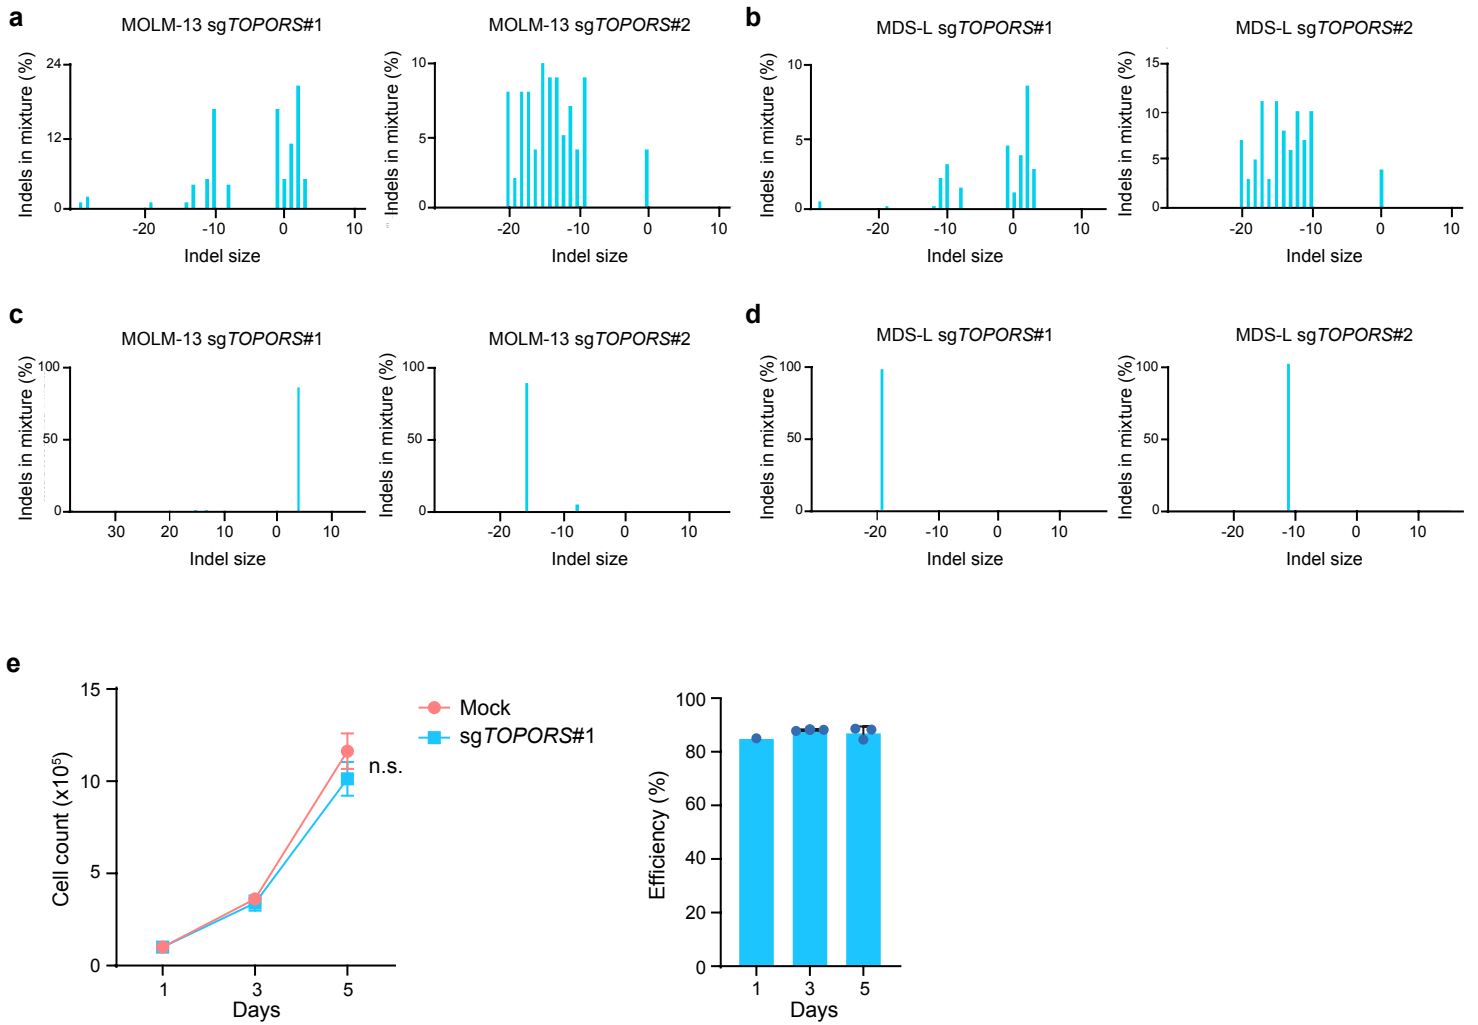 a
MOLM-13 sgTOPORS#1
Indels in mixture (%)
24
12
0
-20
-10
0
10
Indel size
MOLM-13 sgTOPORS#2
Indels in mixture (%)
10
5
0
-20
-10
0
10
Indel size
b
MDS-L sgTOPORS#1
Indels in mixture (%)
10
5
0
-20
-10
0
10
Indel size
MDS-L sgTOPORS#2
Indels in mixture (%)
15
10
5
0
-20
-10
0
10
Indel size
c
MOLM-13 sgTOPORS#1
Indels in mixture (%)
100
50
0
30
20
10
0
10
Indel size
MOLM-13 sgTOPORS#2
Indels in mixture (%)
100
50
0
-20
-10
0
10
Indel size
d
MDS-L sgTOPORS#1
Indels in mixture (%)
100
50
0
-20
-10
0
10
Indel size
MDS-L sgTOPORS#2
Indels in mixture (%)
100
50
0
-20
-10
0
10
Indel size
e
Cell count (x10⁵)
15
10
5
0
1
3
5
Days
n.s.
Mock
sgTOPORS#1
Efficiency (%)
100
80
60
40
20
0
1
3
5
Days